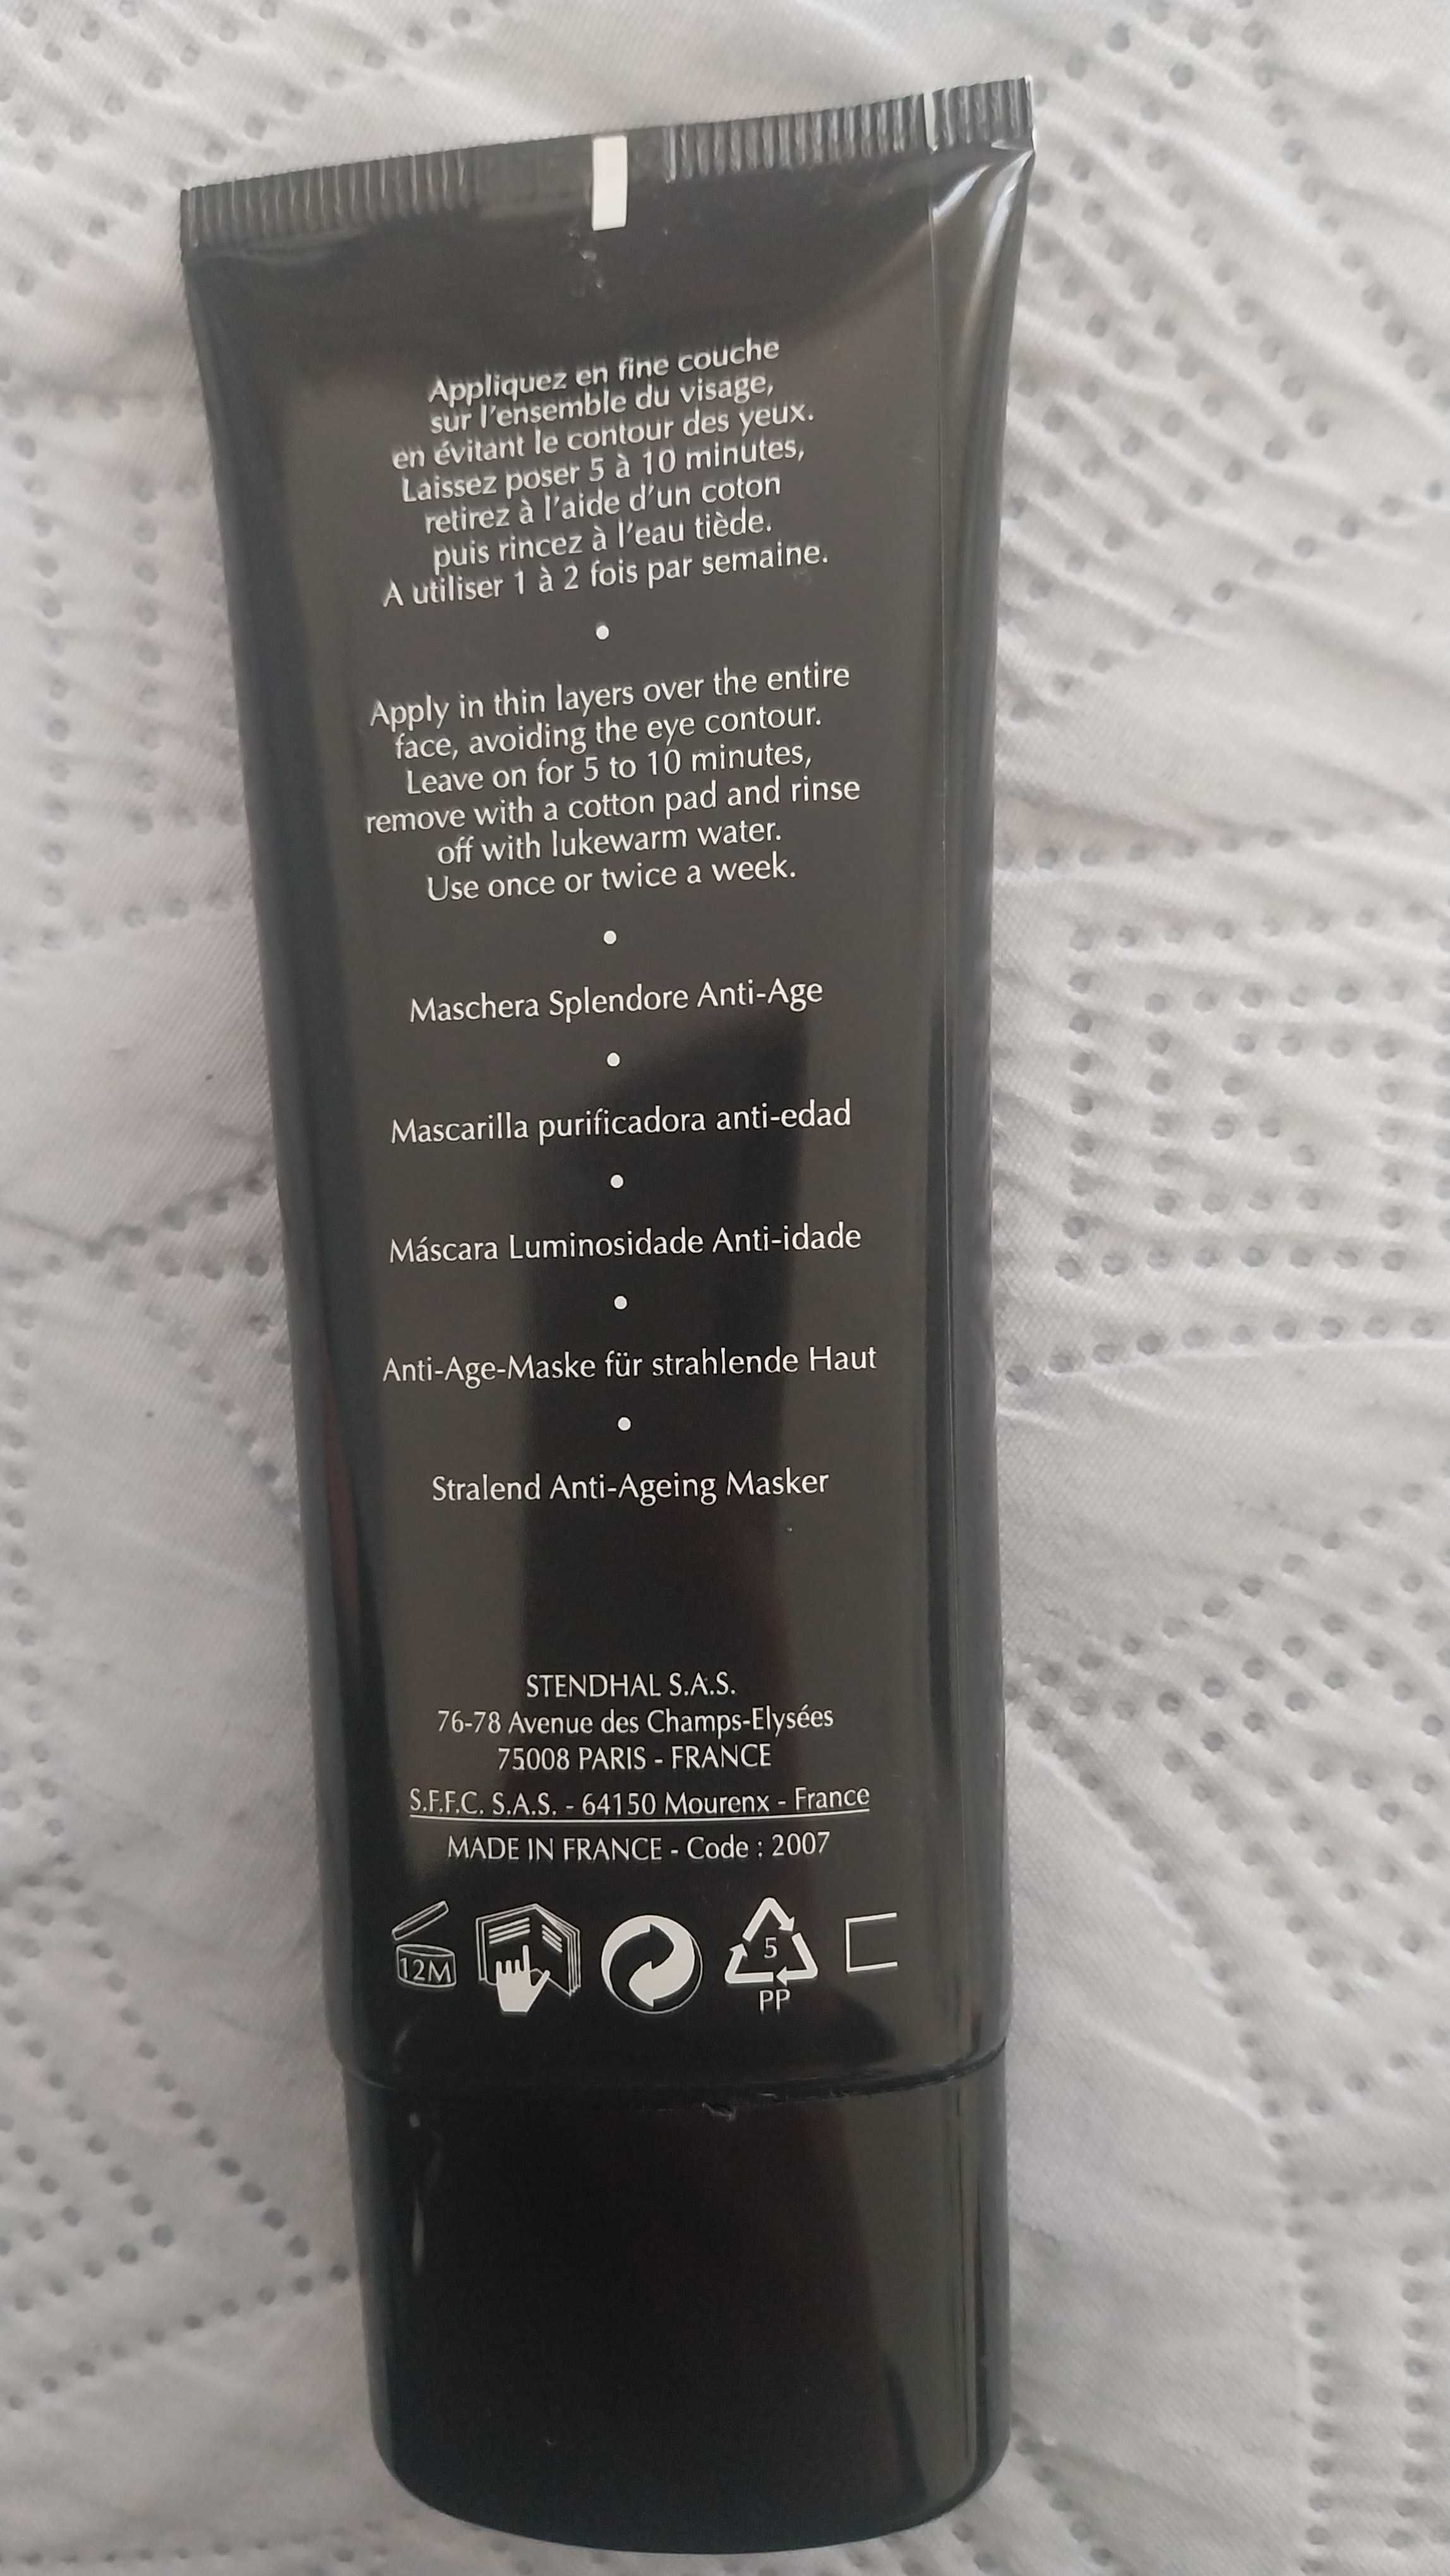 Appliquez en fine couche
sur l'ensemble du visage,
en évitant le contour des yeux.
Laissez poser 5 à 10 minutes,
retirez à l'aide d'un coton
puis rincez à l'eau tiède.
A utiliser 1 à 2 fois par semaine.
•
Apply in thin layers over the entire
face, avoiding the eye contour.
Leave on for 5 to 10 minutes,
remove with a cotton pad and rinse
off with lukewarm water.
Use once or twice a week.
•
Maschera Splendore Anti-Age
•
Mascarilla purificadora anti-edad
•
Máscara Luminosidade Anti-idade
•
Anti-Age-Maske für strahlende Haut
•
Stralend Anti-Ageing Masker
STENDHAL S.A.S.
76-78 Avenue des Champs-Elysées
75008 PARIS - FRANCE
S.F.F.C. S.A.S. - 64150 Mourenx - France
MADE IN FRANCE - Code : 2007
12M
5
PP